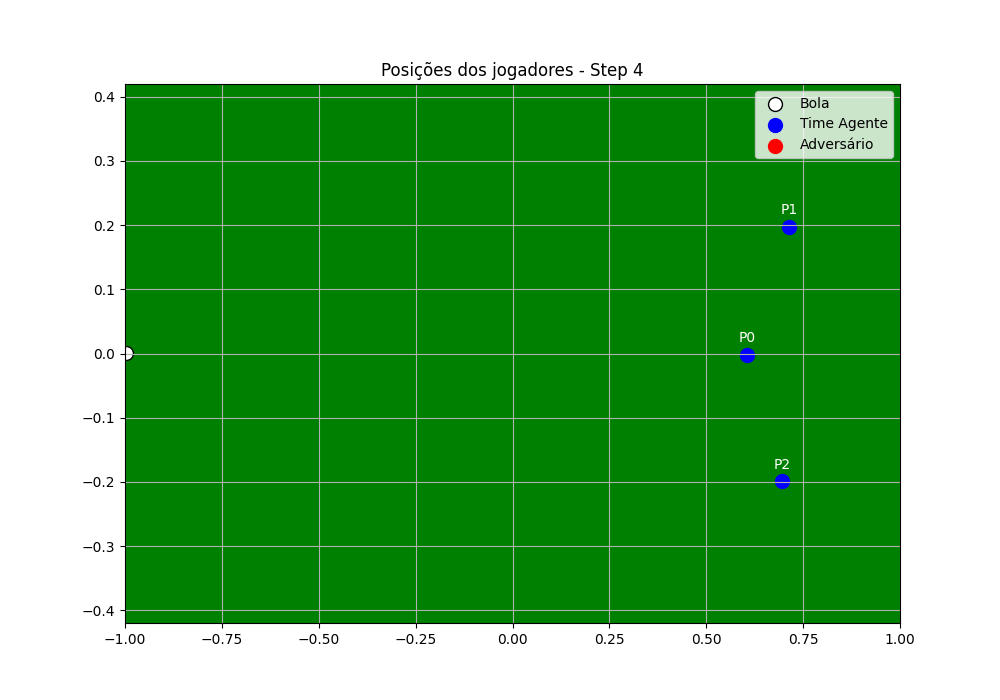 Posições dos jogadores - Step 4
Bola
Time Agente
Adversário
P1
P0
P2
0.4
0.3
0.2
0.1
0.0
−0.1
−0.2
−0.3
−0.4
−1.00
−0.75
−0.50
−0.25
0.00
0.25
0.50
0.75
1.00